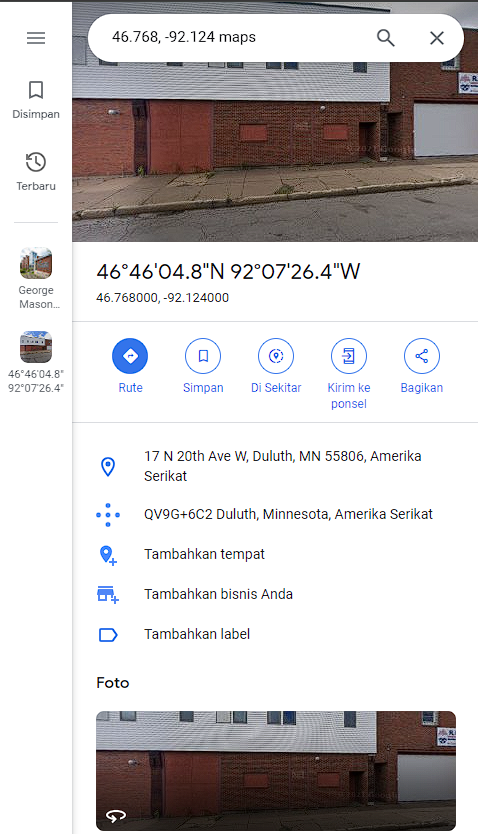 46.768, -92.124 maps
Disimpan
Terbaru
George
Mason...
46°46'04.8"
92°07'26.4"
© 2021 Google
46°46'04.8"N 92°07'26.4"W
46.768000, -92.124000
Rute
Simpan
Di Sekitar
Kirim ke
ponsel
Bagikan
17 N 20th Ave W, Duluth, MN 55806, Amerika
Serikat
QV9G+6C2 Duluth, Minnesota, Amerika Serikat
Tambahkan tempat
Tambahkan bisnis Anda
Tambahkan label
Foto